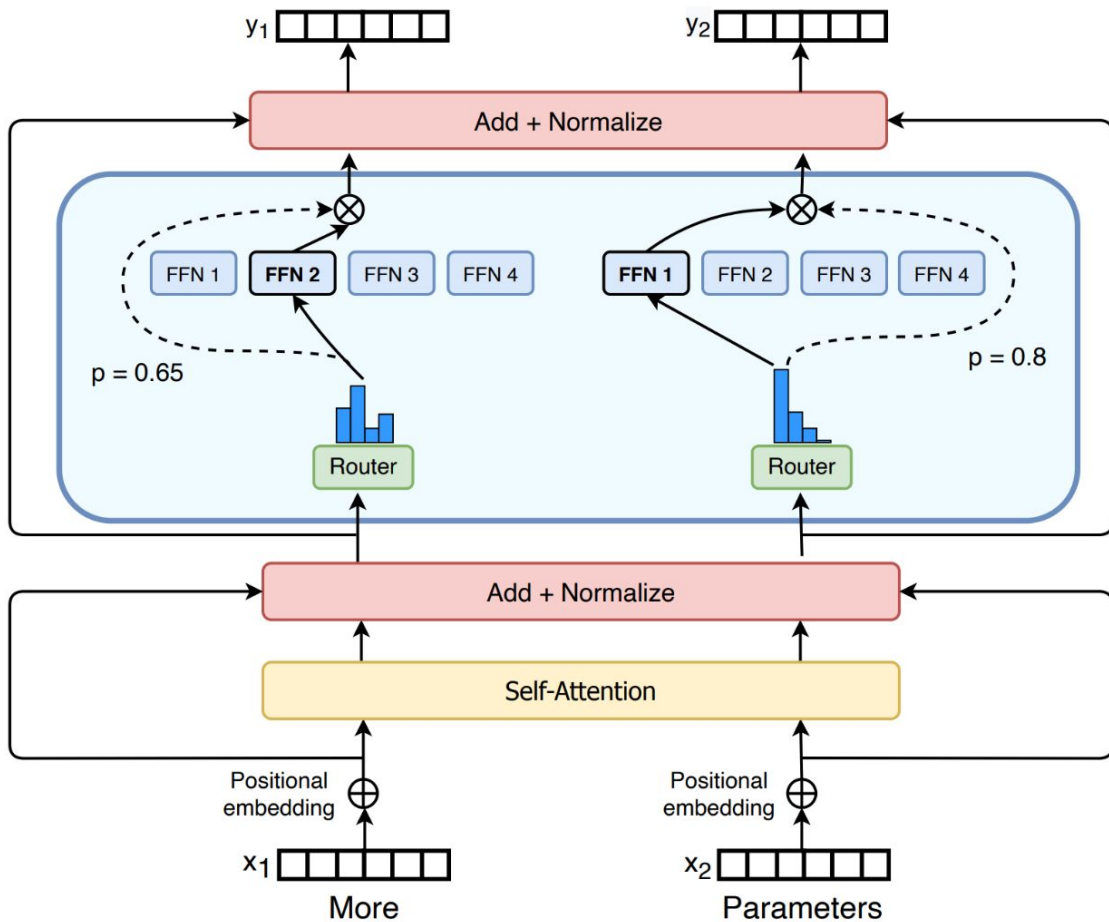 y1
y2
Add + Normalize
FFN 1
FFN 2
FFN 3
FFN 4
FFN 1
FFN 2
FFN 3
FFN 4
p = 0.65
p = 0.8
Router
Router
Add + Normalize
Self-Attention
Positional
embedding
Positional
embedding
x1
x2
More
Parameters